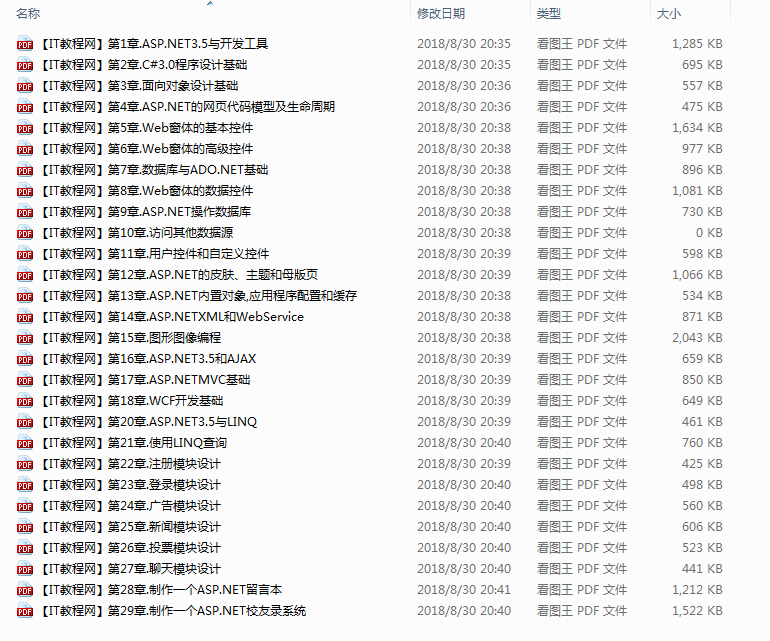 名称 修改日期 类型 大小
【IT教程网】第1章.ASP.NET3.5与开发工具 2018/8/30 20:35 看图王 PDF 文件 1,285 KB
【IT教程网】第2章.C#3.0程序设计基础 2018/8/30 20:35 看图王 PDF 文件 695 KB
【IT教程网】第3章.面向对象设计基础 2018/8/30 20:36 看图王 PDF 文件 557 KB
【IT教程网】第4章.ASP.NET的网页代码模型及生命周期 2018/8/30 20:36 看图王 PDF 文件 475 KB
【IT教程网】第5章.Web窗体的基本控件 2018/8/30 20:38 看图王 PDF 文件 1,634 KB
【IT教程网】第6章.Web窗体的高级控件 2018/8/30 20:38 看图王 PDF 文件 977 KB
【IT教程网】第7章.数据库与ADO.NET基础 2018/8/30 20:38 看图王 PDF 文件 896 KB
【IT教程网】第8章.Web窗体的数据控件 2018/8/30 20:38 看图王 PDF 文件 1,081 KB
【IT教程网】第9章.ASP.NET操作数据库 2018/8/30 20:38 看图王 PDF 文件 730 KB
【IT教程网】第10章.访问其他数据源 2018/8/30 20:38 看图王 PDF 文件 0 KB
【IT教程网】第11章.用户控件和自定义控件 2018/8/30 20:39 看图王 PDF 文件 598 KB
【IT教程网】第12章.ASP.NET的皮肤、主题和母版页 2018/8/30 20:39 看图王 PDF 文件 1,066 KB
【IT教程网】第13章.ASP.NET内置对象,应用程序配置和缓存 2018/8/30 20:38 看图王 PDF 文件 534 KB
【IT教程网】第14章.ASP.NETXML和WebService 2018/8/30 20:38 看图王 PDF 文件 871 KB
【IT教程网】第15章.图形图像编程 2018/8/30 20:38 看图王 PDF 文件 2,043 KB
【IT教程网】第16章.ASP.NET3.5和AJAX 2018/8/30 20:39 看图王 PDF 文件 659 KB
【IT教程网】第17章.ASP.NETMVC基础 2018/8/30 20:39 看图王 PDF 文件 850 KB
【IT教程网】第18章.WCF开发基础 2018/8/30 20:39 看图王 PDF 文件 649 KB
【IT教程网】第20章.ASP.NET3.5与LINQ 2018/8/30 20:39 看图王 PDF 文件 461 KB
【IT教程网】第21章.使用LINQ查询 2018/8/30 20:40 看图王 PDF 文件 760 KB
【IT教程网】第22章.注册模块设计 2018/8/30 20:39 看图王 PDF 文件 425 KB
【IT教程网】第23章.登录模块设计 2018/8/30 20:40 看图王 PDF 文件 498 KB
【IT教程网】第24章.广告模块设计 2018/8/30 20:40 看图王 PDF 文件 560 KB
【IT教程网】第25章.新闻模块设计 2018/8/30 20:40 看图王 PDF 文件 606 KB
【IT教程网】第26章.投票模块设计 2018/8/30 20:40 看图王 PDF 文件 523 KB
【IT教程网】第27章.聊天模块设计 2018/8/30 20:40 看图王 PDF 文件 441 KB
【IT教程网】第28章.制作一个ASP.NET留言本 2018/8/30 20:41 看图王 PDF 文件 1,212 KB
【IT教程网】第29章.制作一个ASP.NET校友录系统 2018/8/30 20:40 看图王 PDF 文件 1,522 KB